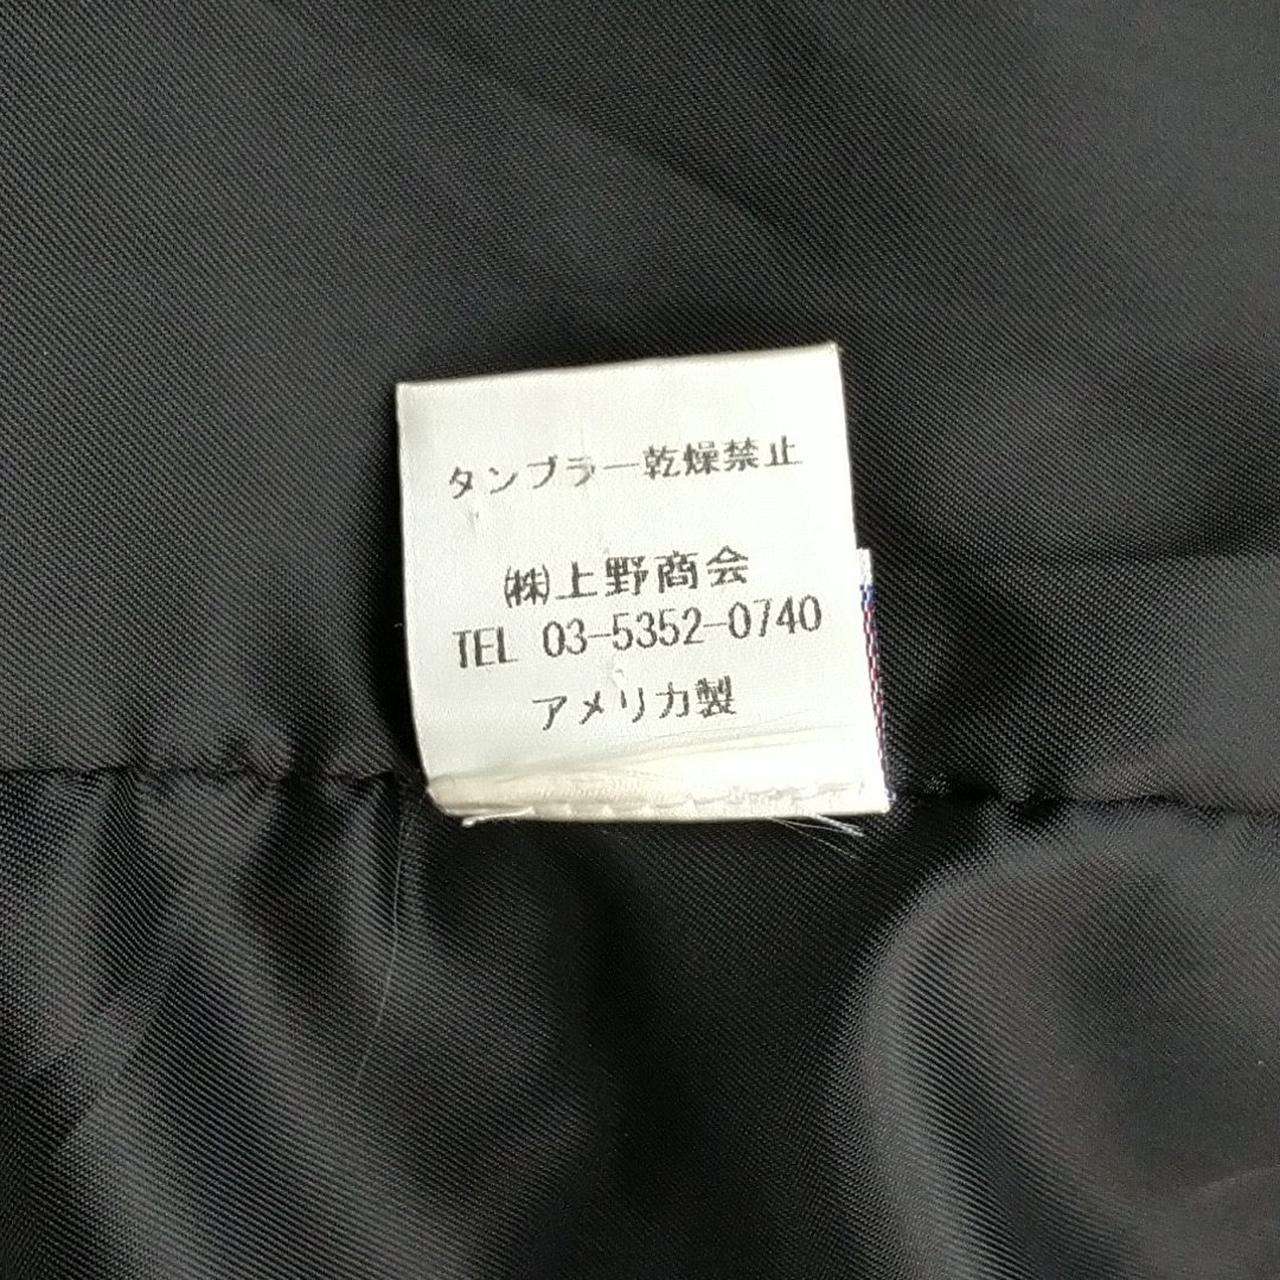 タンブラー乾燥禁止
㈱上野商会
TEL 03-5352-0740
アメリカ製